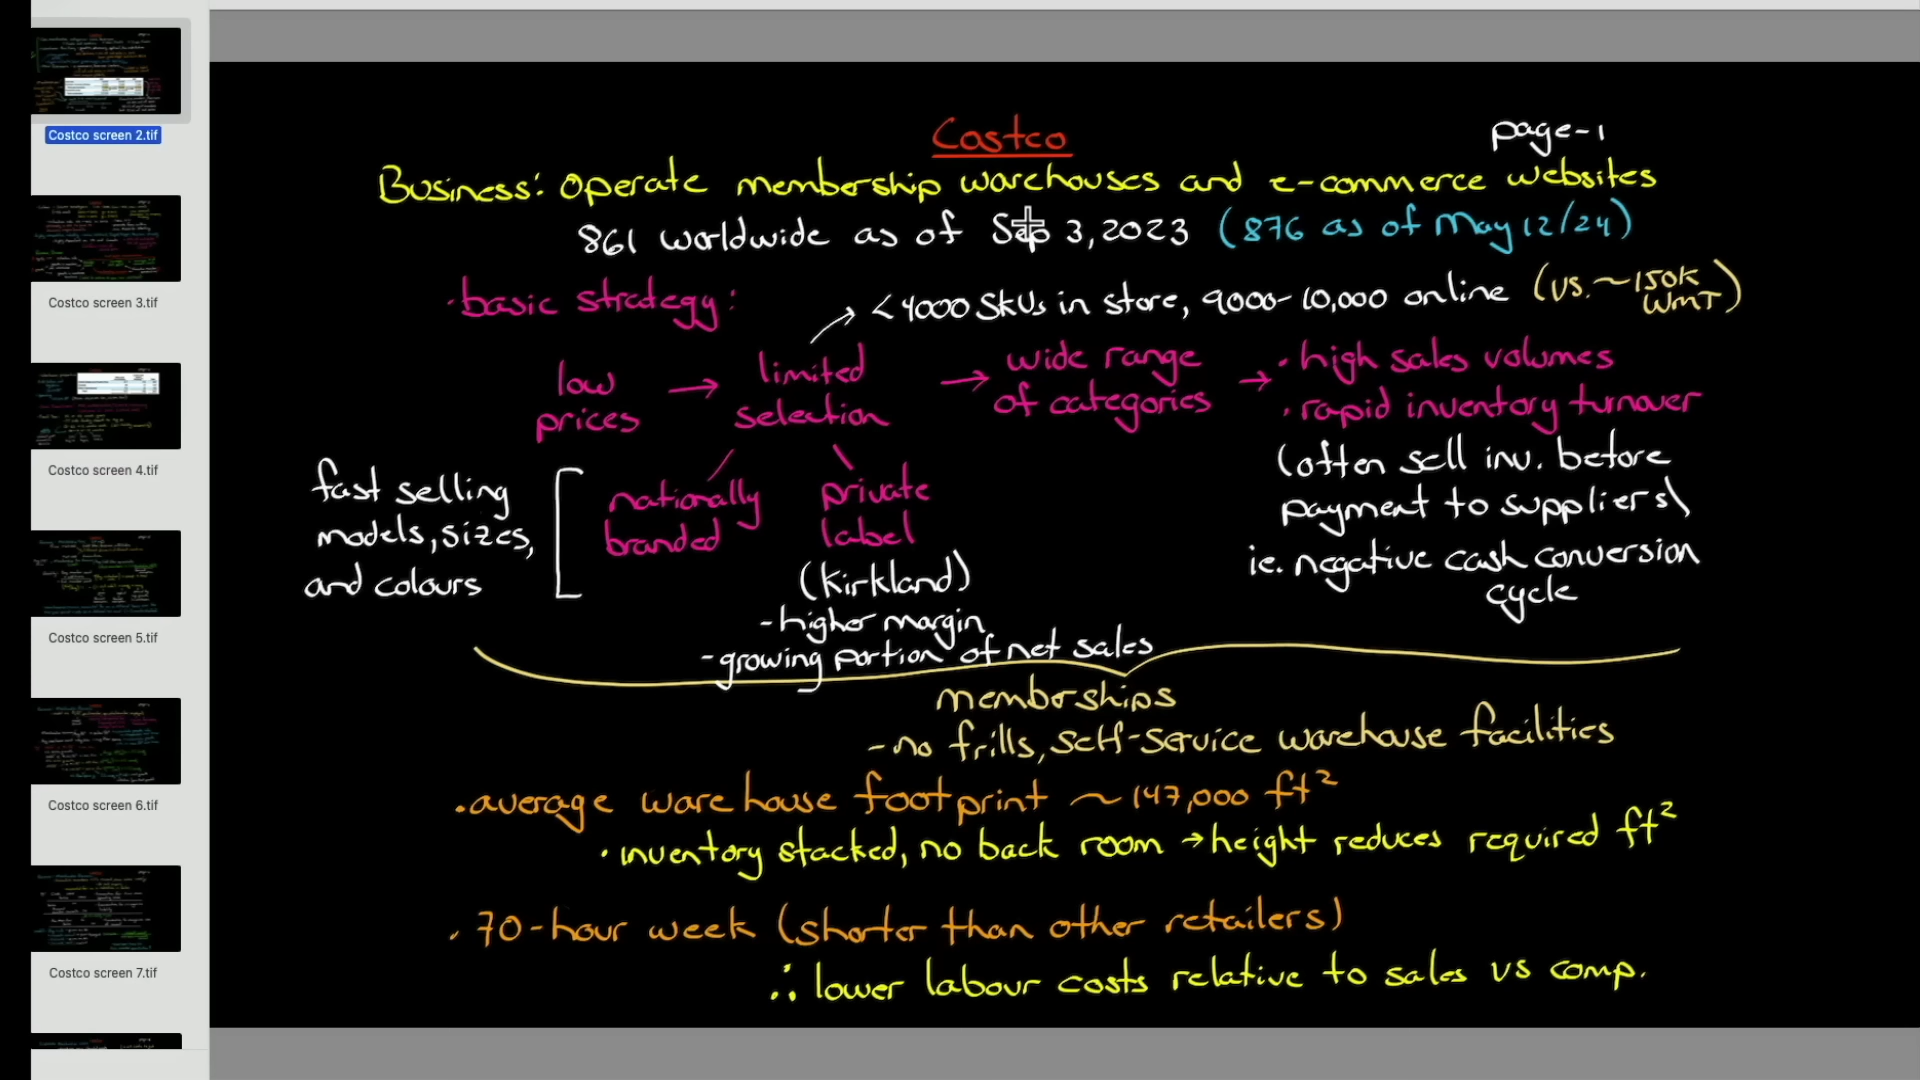 Costco
page-1
Business: Operate membership warehouses and e-commerce websites
861 worldwide as of Sep 3, 2023 (876 as of May 12/24)
·basic strategy:
< 4000 SKUs in store, 9000-10,000 online (vs. ~150K WMT)
low prices → limited selection → wide range of categories → · high sales volumes
· rapid inventory turnover
(often sell inv. before payment to suppliers)
ie. negative cash conversion cycle
fast selling models, sizes, and colours
nationally branded
private label
(Kirkland)
- higher margin
- growing portion of net sales
memberships
- no frills, self-service warehouse facilities
· average warehouse footprint ~ 147,000 ft²
· inventory stacked, no back room → height reduces required ft²
· 70-hour week (shorter than other retailers)
∴ lower labour costs relative to sales vs comp.
Costco screen 2.tif
Costco screen 3.tif
Costco screen 4.tif
Costco screen 5.tif
Costco screen 6.tif
Costco screen 7.tif